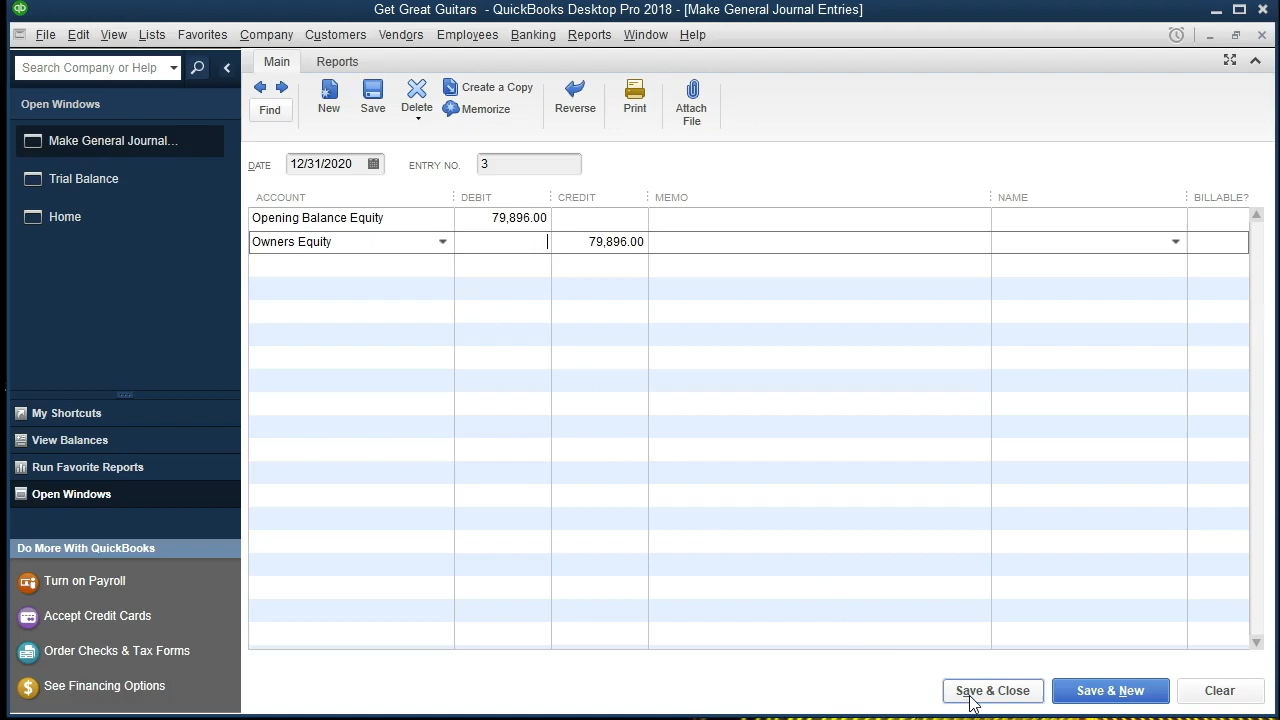 qb
Get Great Guitars - QuickBooks Desktop Pro 2018 - [Make General Journal Entries]
File Edit View Lists Favorites Company Customers Vendors Employees Banking Reports Window Help
Search Company or Help
Main Reports
Find
New
Save
Delete
Create a Copy
Memorize
Reverse
Print
Attach
File
Open Windows
Make General Journal...
Trial Balance
Home
DATE 12/31/2020 ENTRY NO. 3
ACCOUNT DEBIT CREDIT MEMO NAME BILLABLE?
Opening Balance Equity 79,896.00
Owners Equity 79,896.00
My Shortcuts
View Balances
Run Favorite Reports
Open Windows
Do More With QuickBooks
Turn on Payroll
Accept Credit Cards
Order Checks & Tax Forms
$ See Financing Options
Save & Close Save & New Clear